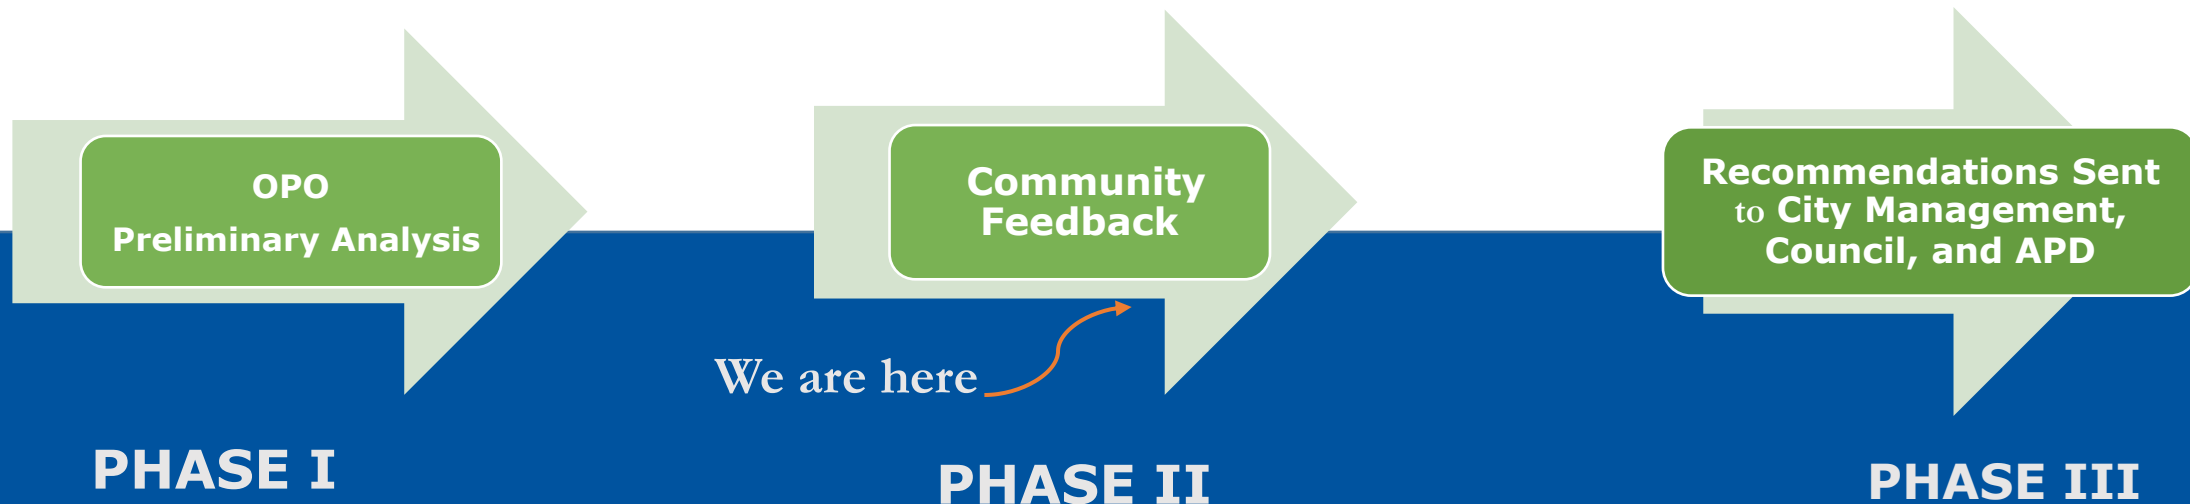 OPO
Preliminary Analysis
Community
Feedback
Recommendations Sent
to City Management,
Council, and APD
We are here
PHASE I
PHASE II
PHASE III